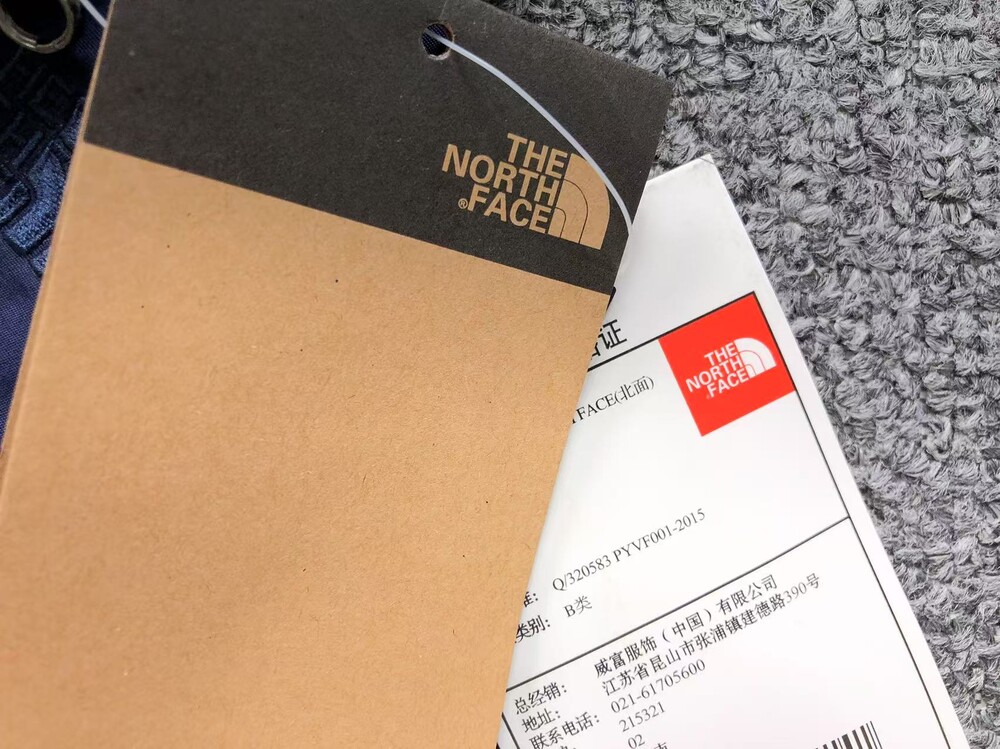 THE
NORTH
®FACE
格证
FACE(北面)
THE
NORTH
FACE
Q/320583 PYVF001-2015
类别： B类
总经销： 威富服饰（中国）有限公司
地址： 江苏省昆山市张浦镇建德路390号
联系电话： 021-61705600
215321
02